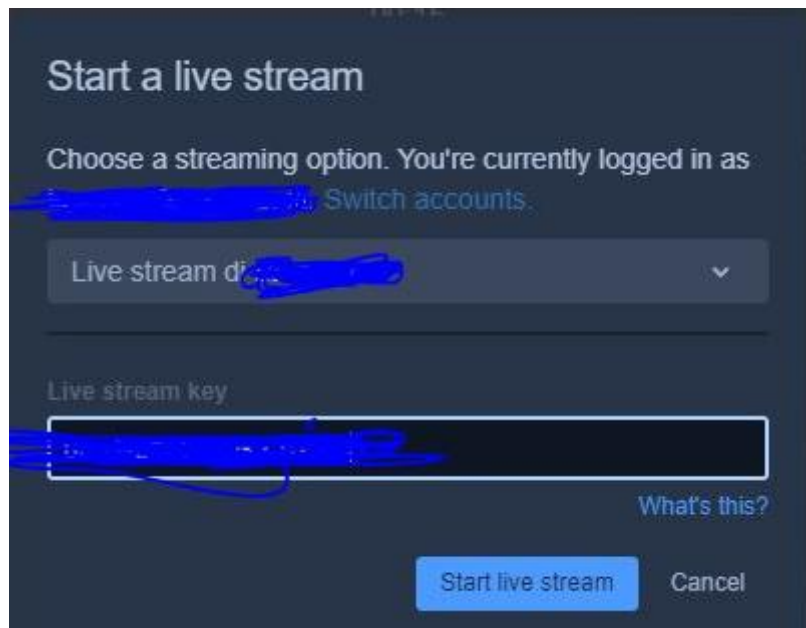 Start a live stream
Choose a streaming option. You're currently logged in as
Switch accounts.
Live stream
Live stream key
What's this?
Start live stream
Cancel